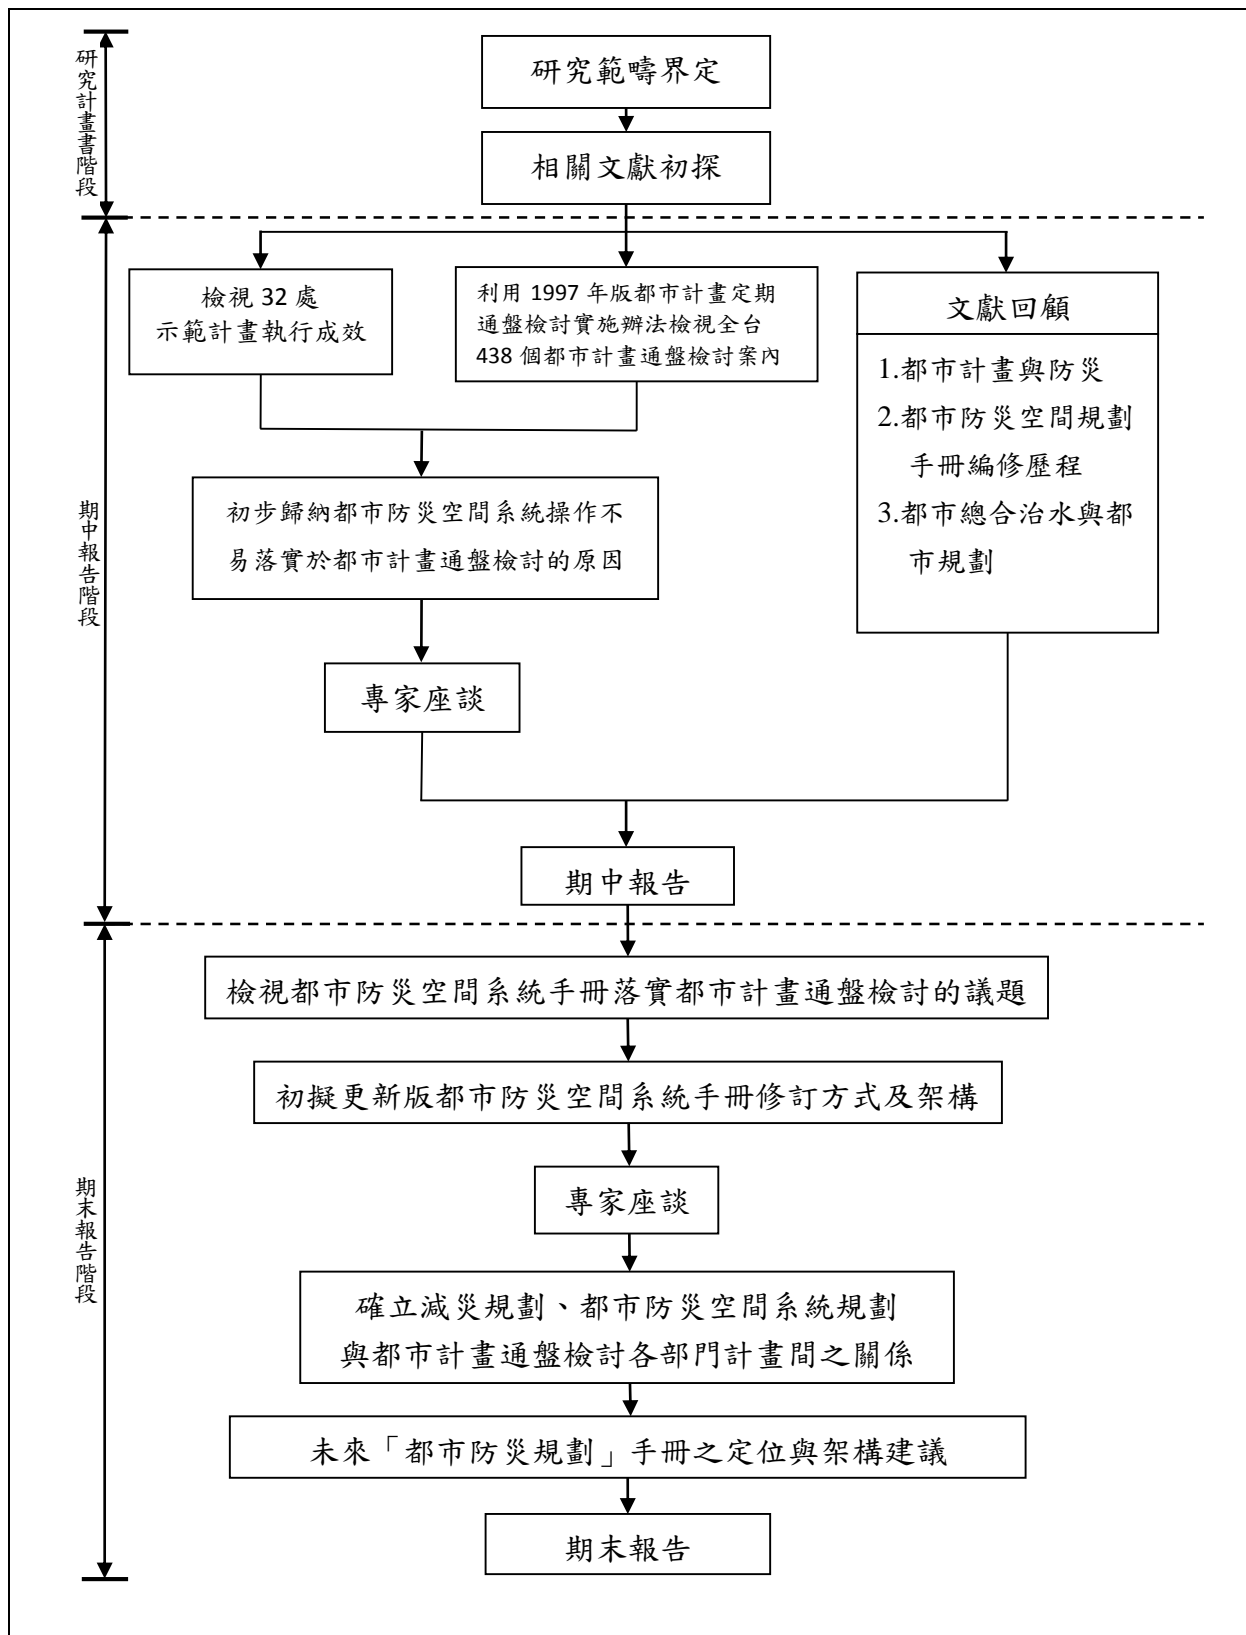 研究計畫書階段
研究範疇界定
相關文獻初探
期中報告階段
檢視 32 處
示範計畫執行成效
利用 1997 年版都市計畫定期
通盤檢討實施辦法檢視全台
438 個都市計畫通盤檢討案內
文獻回顧
1.都市計畫與防災
2.都市防災空間規劃
手冊編修歷程
3.都市總合治水與都
市規劃
初步歸納都市防災空間系統操作不
易落實於都市計畫通盤檢討的原因
專家座談
期中報告
期末報告階段
檢視都市防災空間系統手冊落實都市計畫通盤檢討的議題
初擬更新版都市防災空間系統手冊修訂方式及架構
專家座談
確立減災規劃、都市防災空間系統規劃
與都市計畫通盤檢討各部門計畫間之關係
未來「都市防災規劃」手冊之定位與架構建議
期末報告